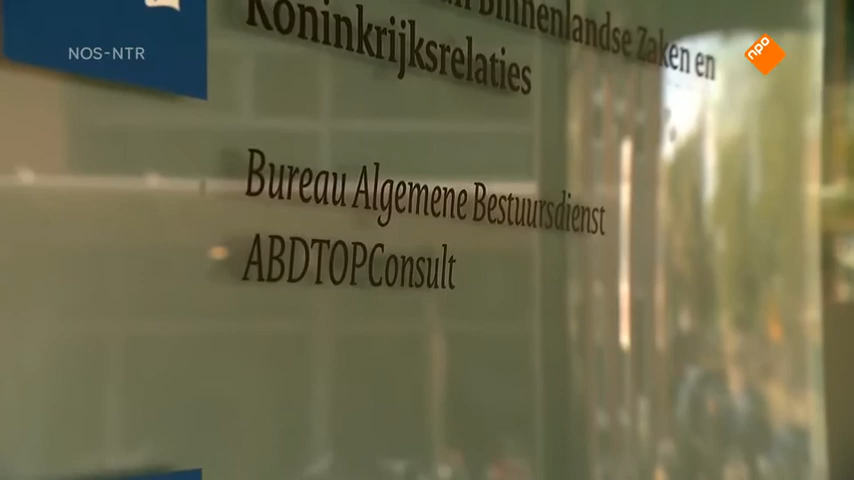 NOS-NTR
npo
Binnenlandse Zaken en
Koninkrijksrelaties
Bureau Algemene Bestuursdienst
ABDTOPConsult